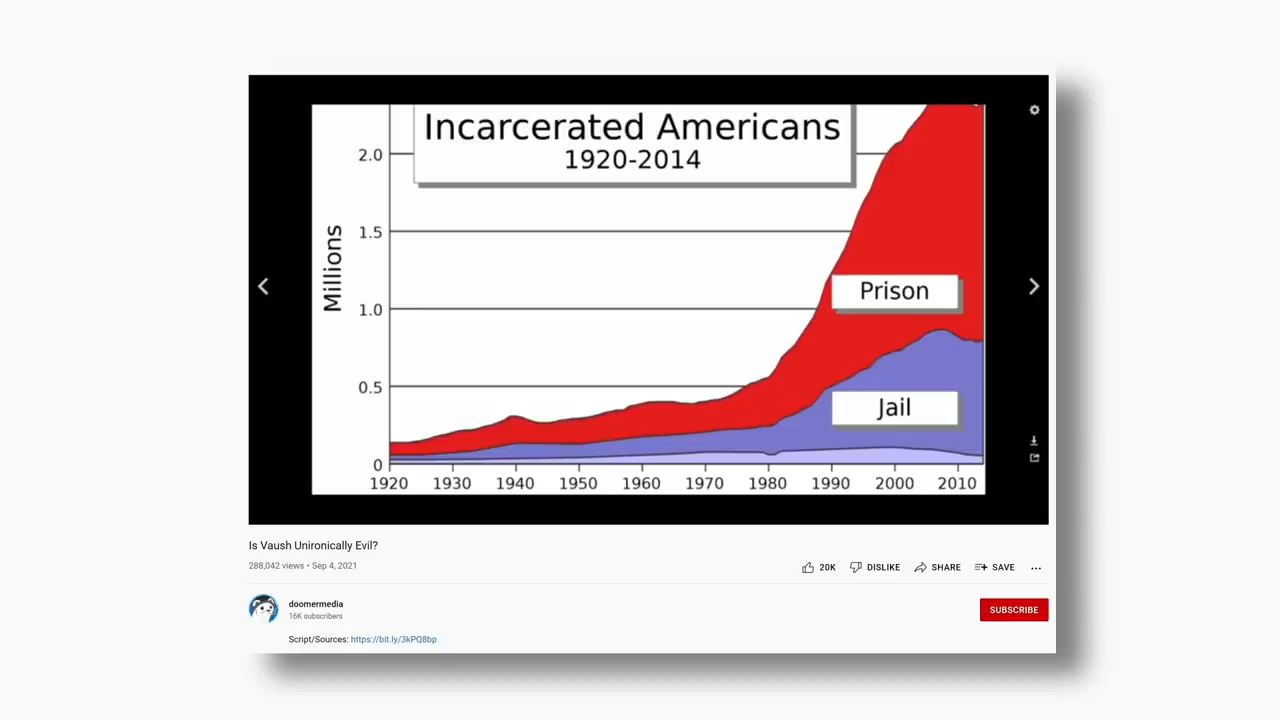 Incarcerated Americans
1920-2014
Millions
2.0
1.5
1.0
0.5
0
Prison
Jail
1920 1930 1940 1950 1960 1970 1980 1990 2000 2010
Is Vaush Unironically Evil?
288,042 views • Sep 4, 2021
20K DISLIKE SHARE SAVE ...
doomermedia
16K subscribers
SUBSCRIBE
Script/Sources: https://bit.ly/3kPQ8bp